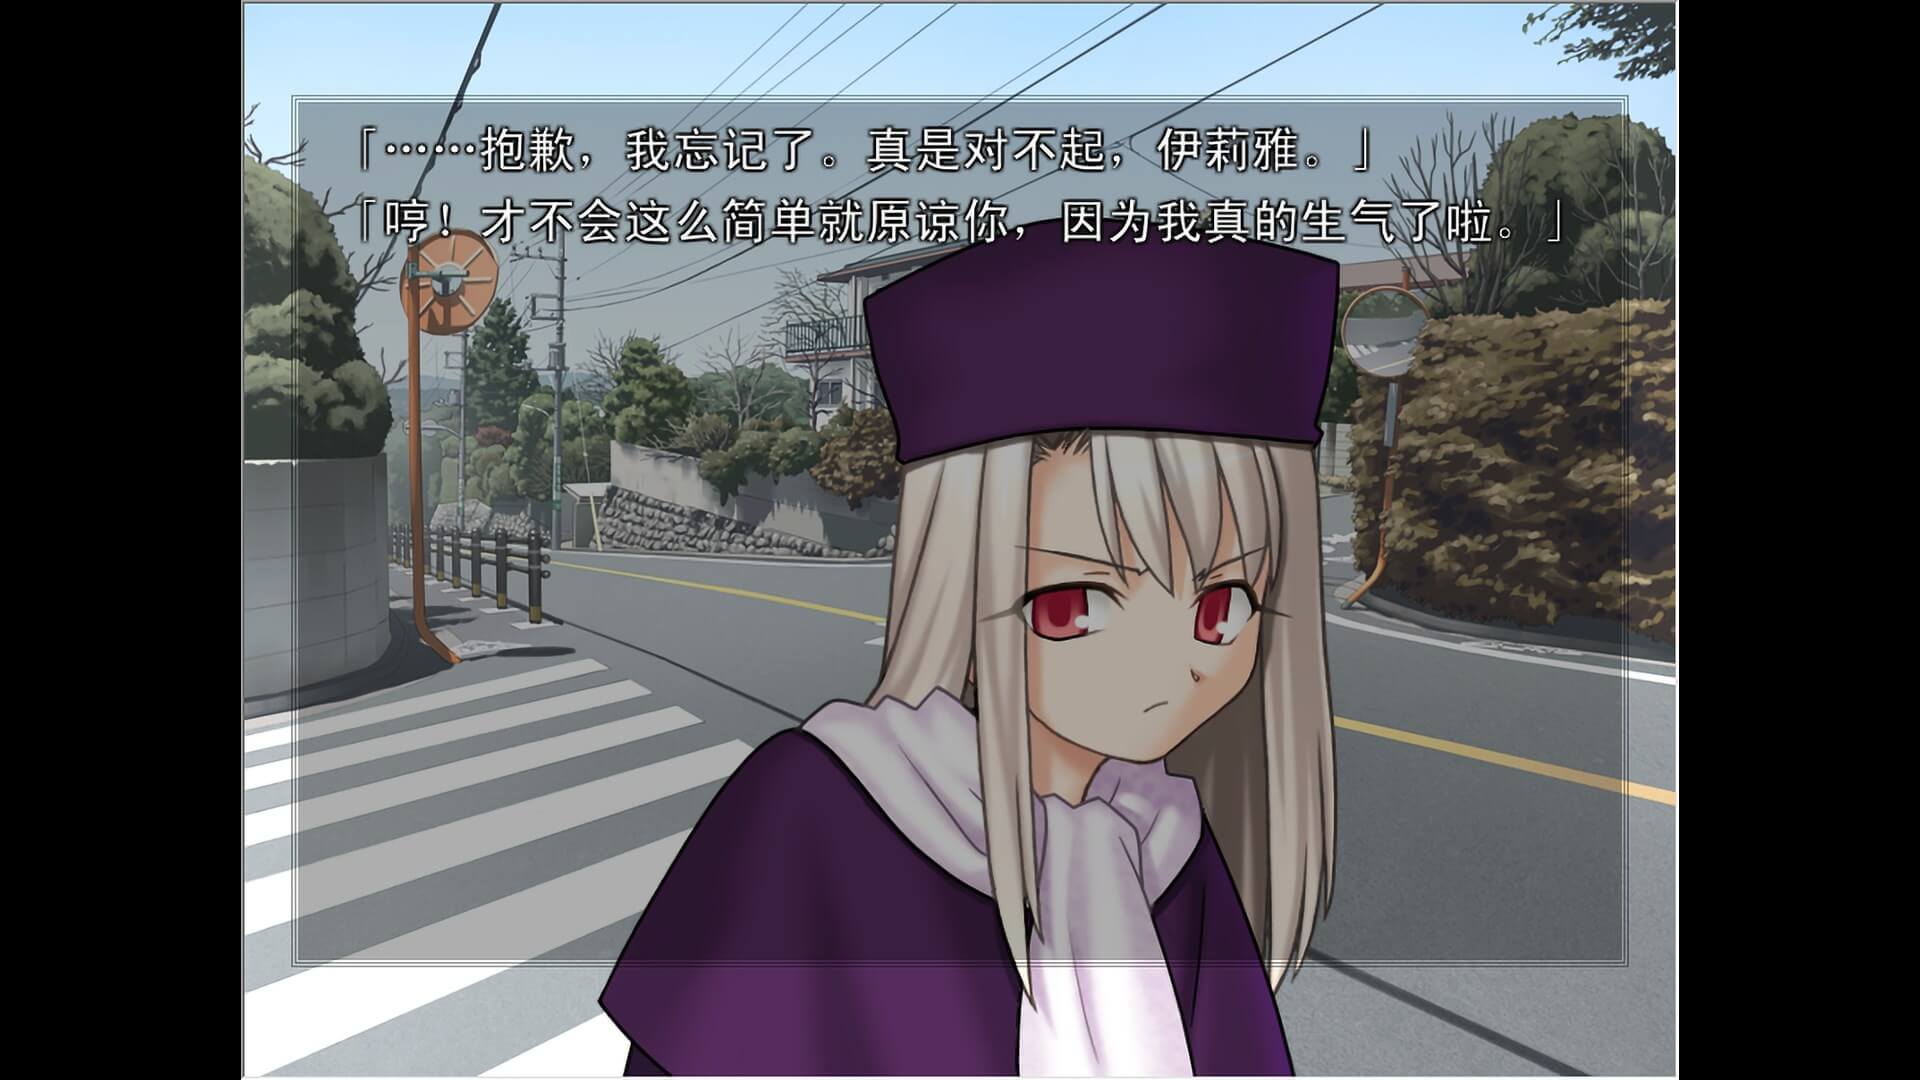 「……抱歉，我忘记了。真是对不起，伊莉雅。」
「哼！才不会这么简单就原谅你，因为我真的生气了啦。」